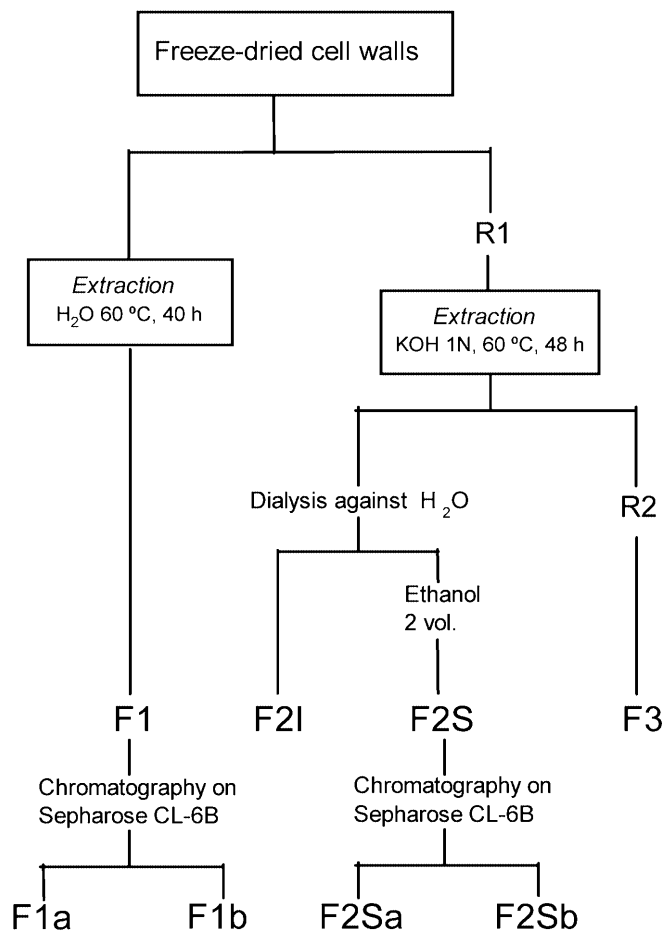 Freeze-dried cell walls
R1
Extraction
H2O 60 ºC, 40 h
Extraction
KOH 1N, 60 ºC, 48 h
Dialysis against H2O
R2
Ethanol
2 vol.
F1
F2I
F2S
F3
Chromatography on
Sepharose CL-6B
Chromatography on
Sepharose CL-6B
F1a
F1b
F2Sa
F2Sb